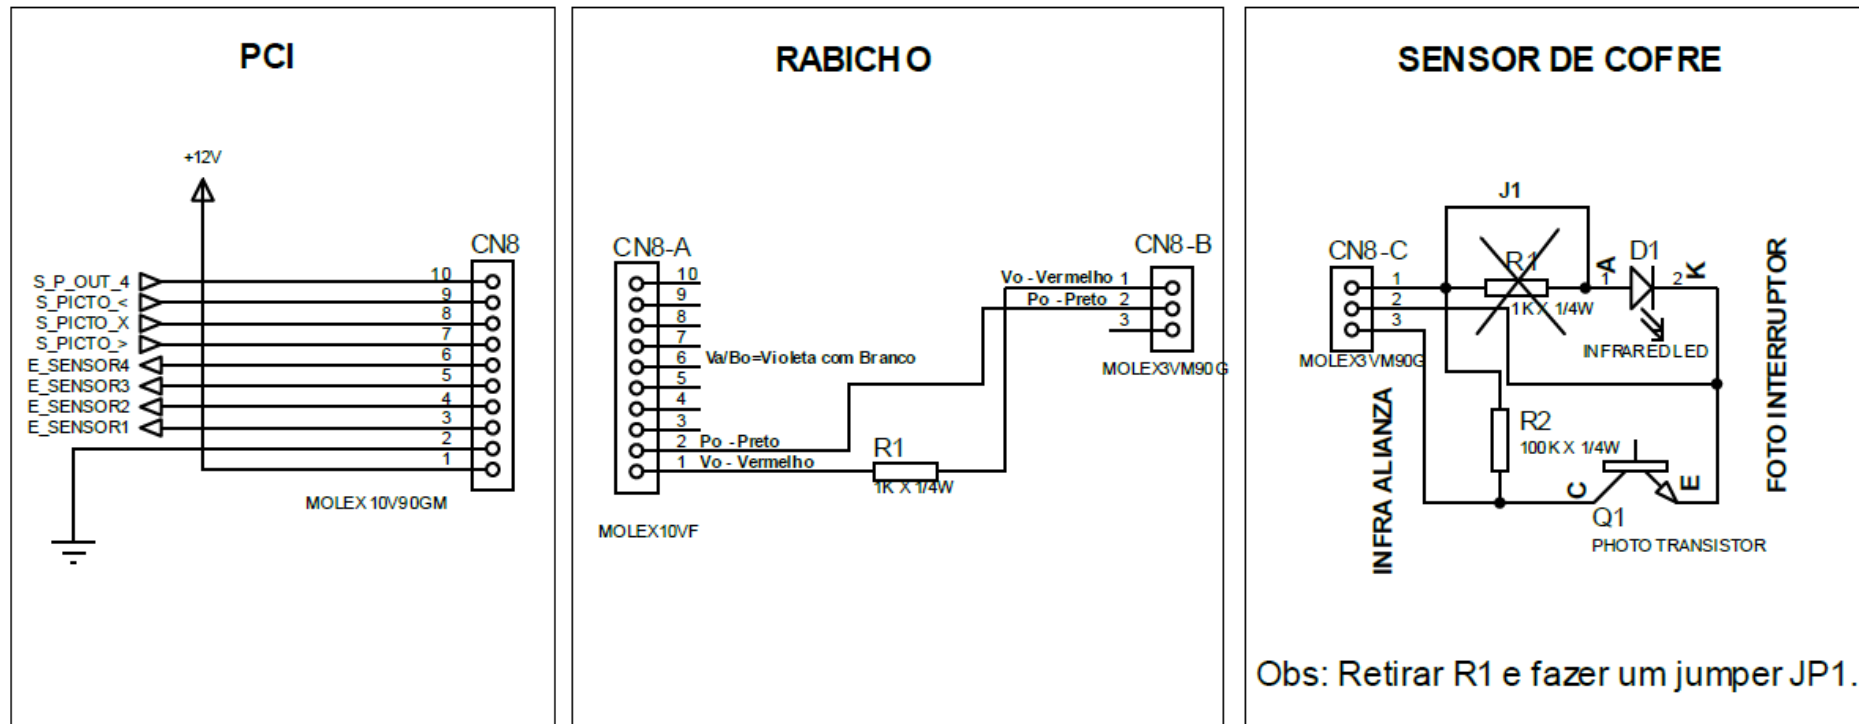 PCI
+12V
CN8
S_P_OUT_4
10
S_PICTO_<
9
S_PICTO_X
8
S_PICTO_>
7
E_SENSOR4
6
E_SENSOR3
5
E_SENSOR2
4
E_SENSOR1
3
2
1
MOLEX10V90GM
RABICHO
CN8-A
10
9
8
7
6 Va/Bo=Violeta com Branco
5
4
3
2 Po - Preto
1 Vo - Vermelho
R1
1K X 1/4W
MOLEX10VF
CN8-B
Vo - Vermelho 1
Po - Preto 2
3
MOLEX3VM90G
SENSOR DE COFRE
J1
CN8-C
R1
A
D1
K
1
1
2
2
1K X 1/4W
3
INFRARED LED
MOLEX3VM90G
INFRA ALIANZA
R2
100K X 1/4W
C
E
Q1
PHOTO TRANSISTOR
FOTO INTERRUPTOR
Obs: Retirar R1 e fazer um jumper JP1.